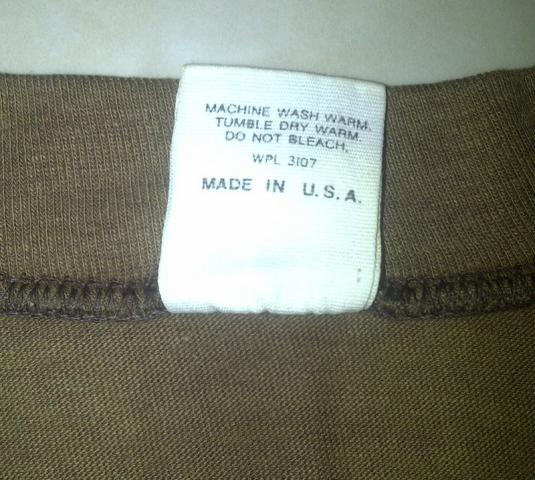 MACHINE WASH WARM.
TUMBLE DRY WARM.
DO NOT BLEACH.
WPL 3107
MADE IN U.S.A.